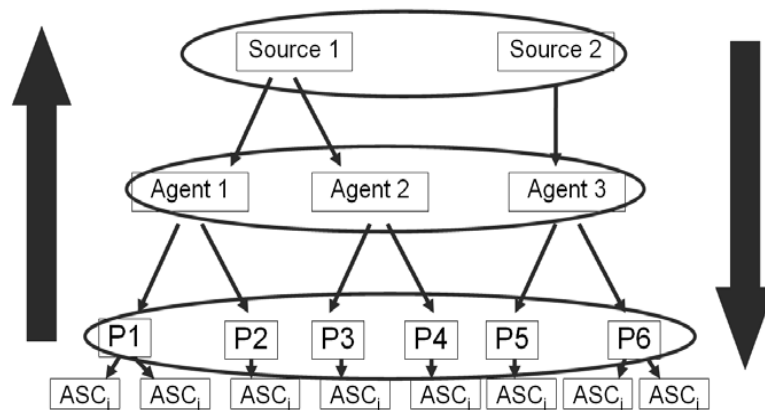 Source 1 Source 2
Agent 1 Agent 2 Agent 3
P1 P2 P3 P4 P5 P6
ASCi ASCi ASCi ASCi ASCi ASCi ASCi ASCi